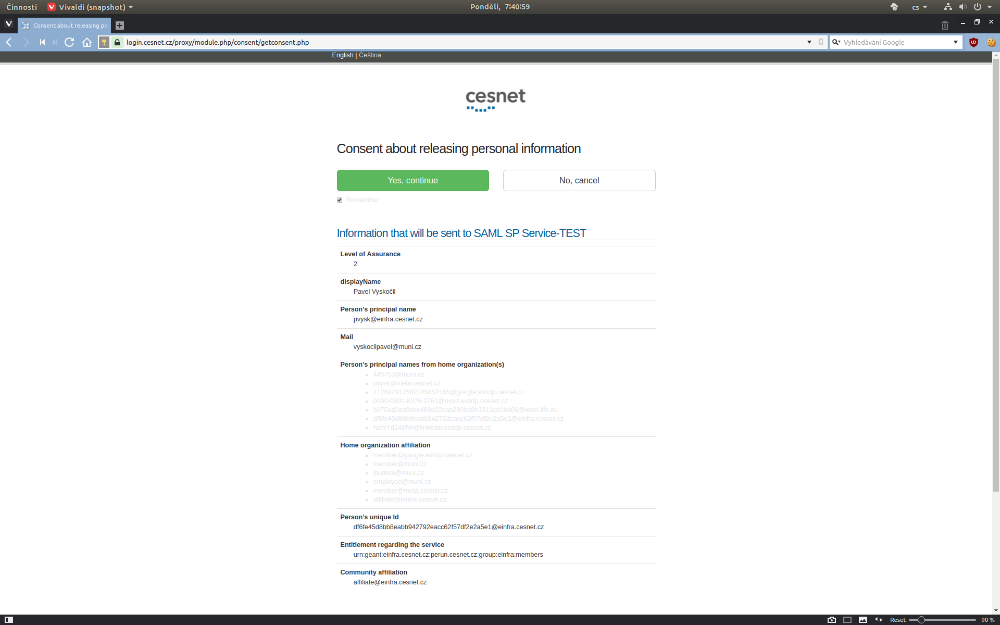 Činnosti Vivaldi (snapshot) Pondělí, 7:40:59 cs
Consent about releasing pe
login.cesnet.cz/proxy/module.php/consent/getconsent.php Vyhledávání Google
English | Čeština
cesnet
Consent about releasing personal information
Yes, continue No, cancel
Remember
Information that will be sent to SAML SP Service-TEST
Level of Assurance
2
displayName
Pavel Vyskočil
Person’s principal name
pvysk@einfra.cesnet.cz
Mail
vyskocilpavel@muni.cz
Person’s principal names from home organization(s)
445753@muni.cz
pvysk@meta.cesnet.cz
112682912582145852165@google.extidp.cesnet.cz
0000-0001-8376-2761@orcid.extidp.cesnet.cz
b275ad2ea9dec469e22cab289bd9b3311cd1ba06@west-life.eu
df6fe45d8bb8eabb942792eacc62f57df2e2a5e1@einfra.cesnet.cz
NzfsYd14MW@linkedin.extidp.cesnet.cz
Home organization affiliation
member@google.extidp.cesnet.cz
member@muni.cz
student@muni.cz
employee@muni.cz
member@meta.cesnet.cz
affiliate@einfra.cesnet.cz
Person’s unique Id
df6fe45d8bb8eabb942792eacc62f57df2e2a5e1@einfra.cesnet.cz
Entitlement regarding the service
urn:geant:einfra.cesnet.cz:perun.cesnet.cz:group:einfra:members
Community affiliation
affiliate@einfra.cesnet.cz
Reset 90 %